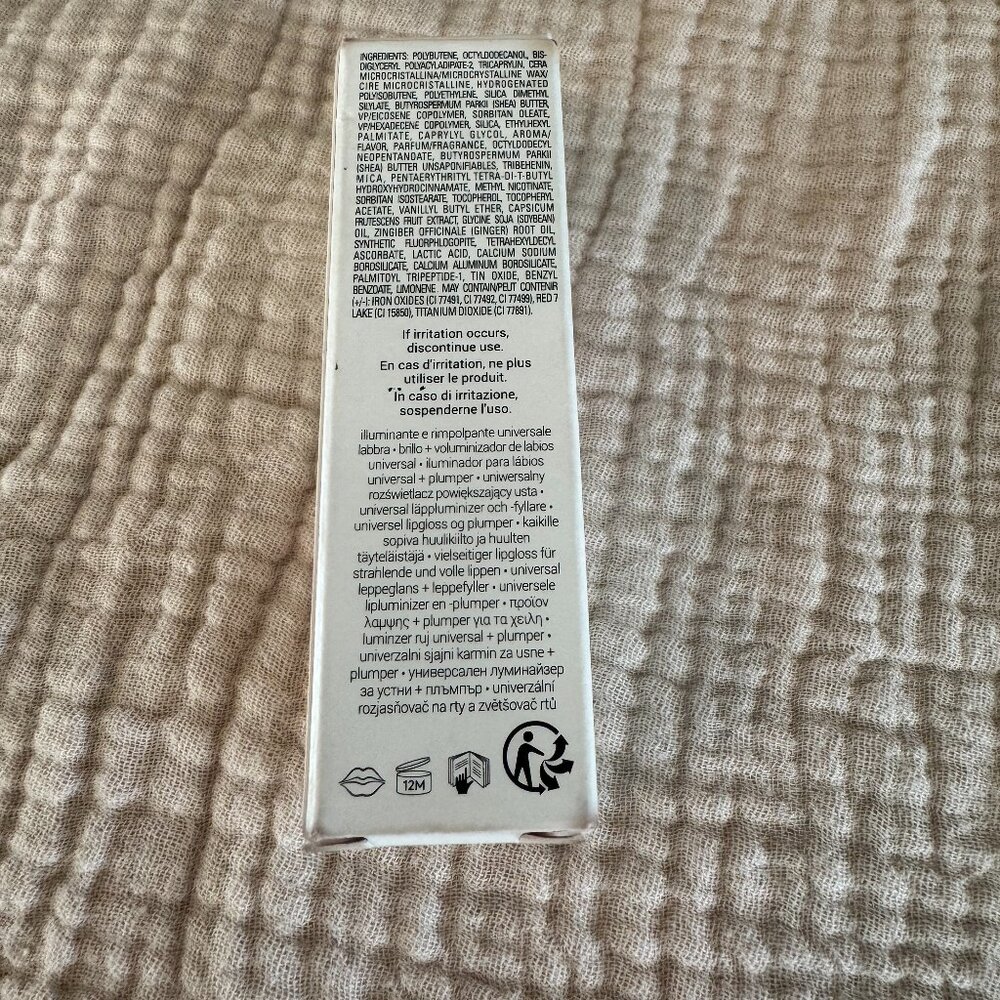 INGREDIENTS: POLYBUTENE, OCTYLDODECANOL, BIS-
DIGLYCERYL POLYACYLADIPATE-2, TRICAPRYLIN, CERA
MICROCRISTALLINA/MICROCRYSTALLINE WAX/
CIRE MICROCRISTALLINE, HYDROGENATED
POLYISOBUTENE, POLYETHYLENE, SILICA DIMETHYL
SILYLATE, BUTYROSPERMUM PARKII (SHEA) BUTTER,
VP/EICOSENE COPOLYMER, SORBITAN OLEATE,
VP/HEXADECENE COPOLYMER, SILICA, ETHYLHEXYL
PALMITATE, CAPRYLYL GLYCOL, AROMA/
FLAVOR, PARFUM/FRAGRANCE, OCTYLDODECYL
NEOPENTANOATE, BUTYROSPERMUM PARKII
(SHEA) BUTTER UNSAPONIFIABLES, TRIBEHENIN,
MICA, PENTAERYTHRITYL TETRA-DI-T-BUTYL
HYDROXYHYDROCINNAMATE, METHYL NICOTINATE,
SORBITAN ISOSTEARATE, TOCOPHEROL, TOCOPHERYL
ACETATE, VANILLYL BUTYL ETHER, CAPSICUM
FRUTESCENS FRUIT EXTRACT, GLYCINE SOJA (SOYBEAN)
OIL, ZINGIBER OFFICINALE (GINGER) ROOT OIL,
SYNTHETIC FLUORPHLOGOPITE, TETRAHEXYLDECYL
ASCORBATE, LACTIC ACID, CALCIUM SODIUM
BOROSILICATE, CALCIUM ALUMINUM BOROSILICATE,
PALMITOYL TRIPEPTIDE-1, TIN OXIDE, BENZYL
BENZOATE, LIMONENE. MAY CONTAIN/PEUT CONTENIR
(+/-): IRON OXIDES (CI 77491, CI 77492, CI 77499), RED 7
LAKE (CI 15850), TITANIUM DIOXIDE (CI 77891).
If irritation occurs,
discontinue use.
En cas d'irritation, ne plus
utiliser le produit.
In caso di irritazione,
sospenderne l'uso.
illuminante e rimpolpante universale
labbra • brillo + voluminizador de labios
universal • iluminador para lábios
universal + plumper • uniwersalny
rozświetlacz powiększający usta •
universal läppluminizer och -fyllare •
universel lipgloss og plumper • kaikille
sopiva huulikiilto ja huulten
täyteläistäjä • vielseitiger lipgloss für
strahlende und volle lippen • universal
leppeglans + leppefyller • universele
lipluminizer en -plumper • προϊον
λαμψης + plumper για τα χειλη •
luminzer ruj universal + plumper •
univerzalni sjajni karmin za usne +
plumper • универсален луминайзер
за устни + плъмпър • univerzální
rozjasňovač na rty a zvětšovač rtů
12M